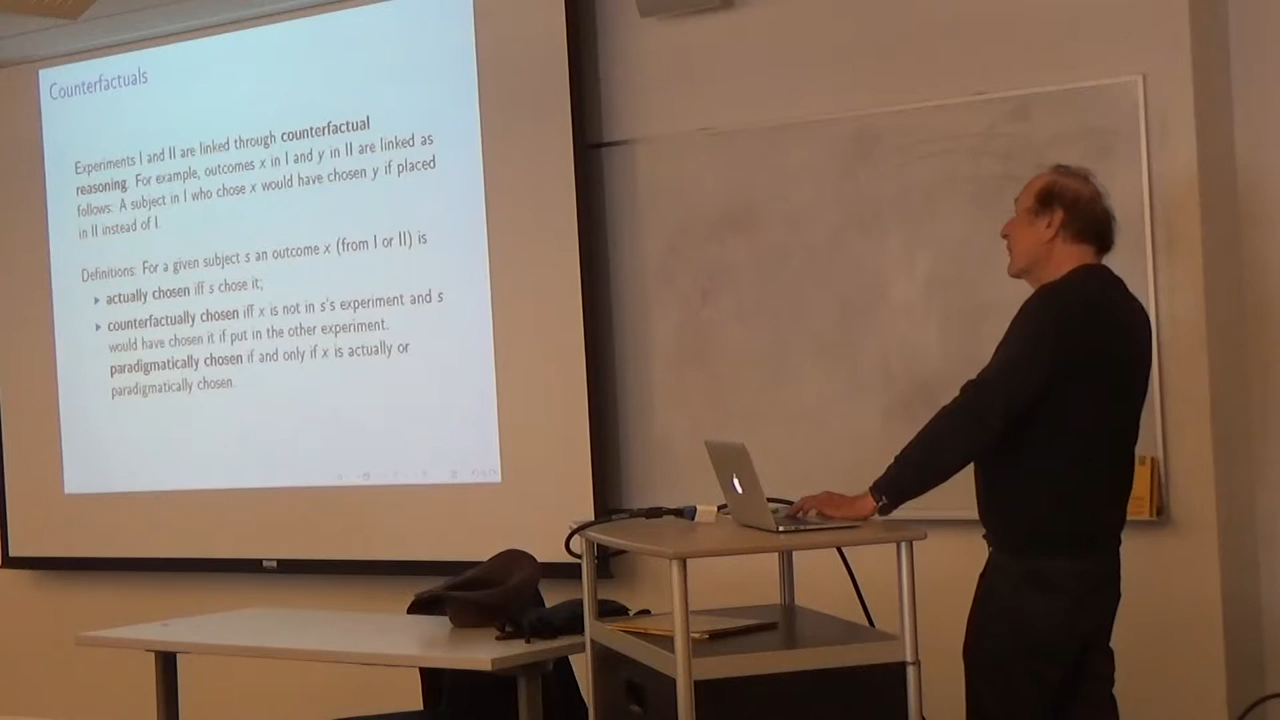 Counterfactuals
Experiments I and II are linked through counterfactual
reasoning. For example, outcomes x in I and y in II are linked as
follows: A subject in I who chose x would have chosen y if placed
in II instead of I.
Definitions: For a given subject s an outcome x (from I or II) is
actually chosen iff s chose it;
counterfactually chosen iff x is not in s's experiment and s
would have chosen it if put in the other experiment.
paradigmatically chosen if and only if x is actually or
paradigmatically chosen.